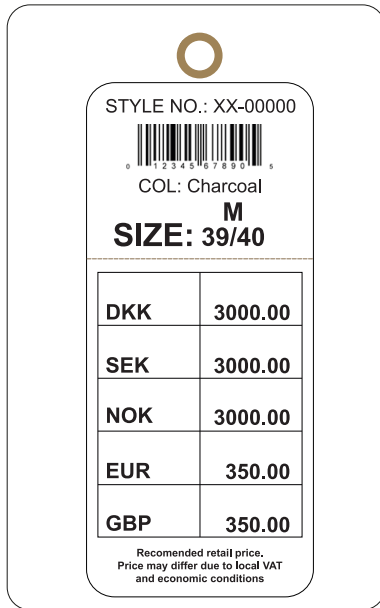 STYLE NO.: XX-00000
0 12345 67890 5
COL: Charcoal
M
SIZE: 39/40
DKK 3000.00
SEK 3000.00
NOK 3000.00
EUR 350.00
GBP 350.00
Recomended retail price.
Price may differ due to local VAT
and economic conditions